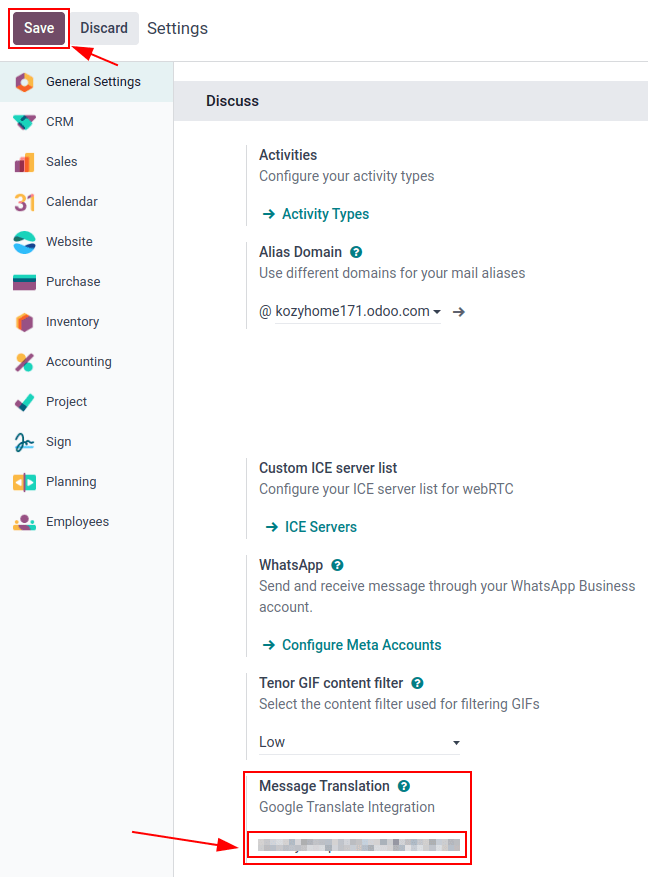 Save Discard Settings
General Settings
CRM
Sales
31 Calendar
Website
Purchase
Inventory
Accounting
Project
Sign
Planning
Employees
Discuss
Activities
Configure your activity types
→ Activity Types
Alias Domain ?
Use different domains for your mail aliases
@ kozyhome171.odoo.com →
Custom ICE server list
Configure your ICE server list for webRTC
→ ICE Servers
WhatsApp ?
Send and receive message through your WhatsApp Business
account.
→ Configure Meta Accounts
Tenor GIF content filter ?
Select the content filter used for filtering GIFs
Low
Message Translation ?
Google Translate Integration